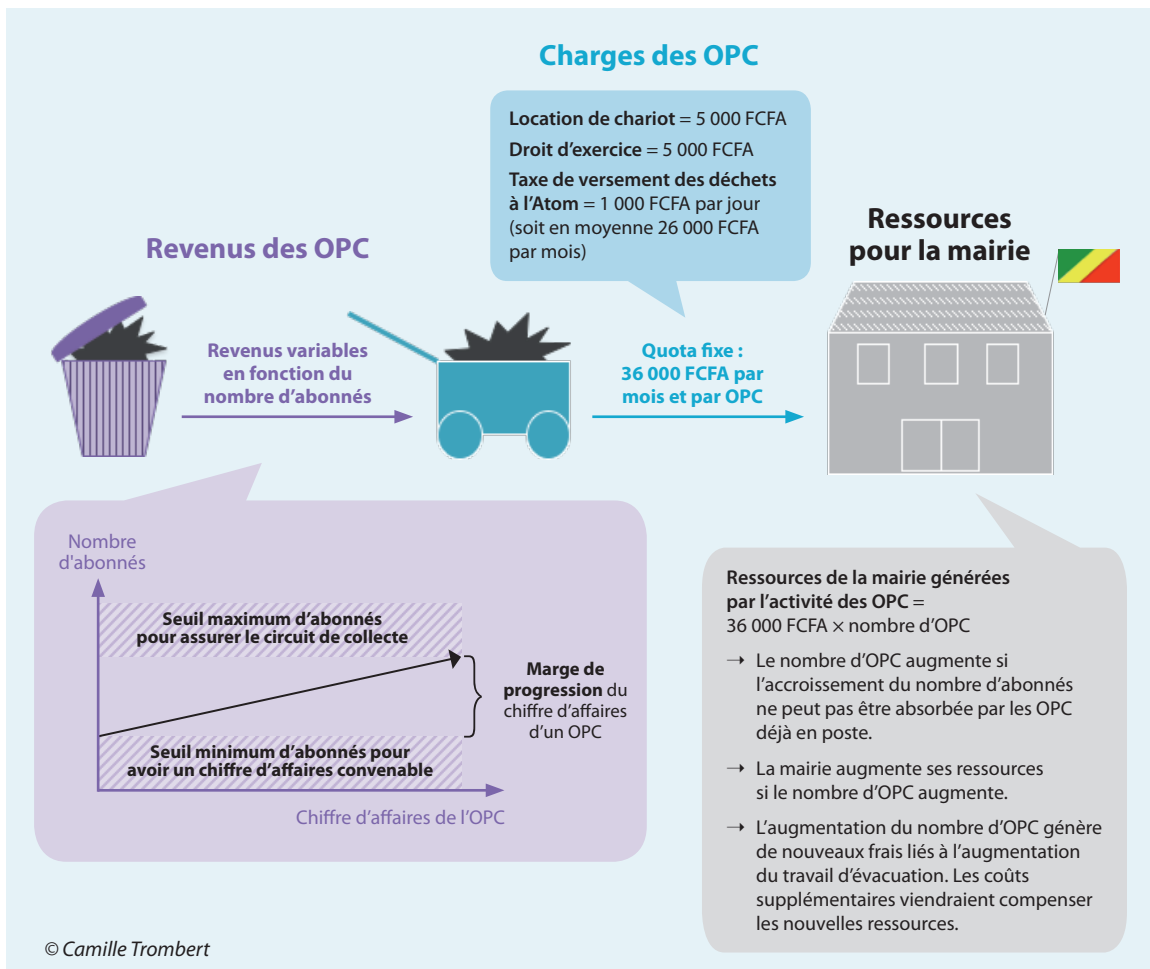 Charges des OPC
Location de chariot = 5 000 FCFA
Droit d’exercice = 5 000 FCFA
Taxe de versement des déchets
à l’Atom = 1 000 FCFA par jour
(soit en moyenne 26 000 FCFA
par mois)
Revenus des OPC
Ressources
pour la mairie
Revenus variables
en fonction du
nombre d’abonnés
Quota fixe :
36 000 FCFA par
mois et par OPC
Nombre
d'abonnés
Seuil maximum d’abonnés
pour assurer le circuit de collecte
Marge de
progression du
chiffre d’affaires
d’un OPC
Seuil minimum d’abonnés pour
avoir un chiffre d’affaires convenable
Chiffre d’affaires de l’OPC
Ressources de la mairie générées
par l’activité des OPC =
36 000 FCFA × nombre d’OPC
→ Le nombre d’OPC augmente si
l’accroissement du nombre d’abonnés
ne peut pas être absorbée par les OPC
déjà en poste.
→ La mairie augmente ses ressources
si le nombre d’OPC augmente.
→ L’augmentation du nombre d’OPC génère
de nouveaux frais liés à l’augmentation
du travail d’évacuation. Les coûts
supplémentaires viendraient compenser
les nouvelles ressources.
© Camille Trombert